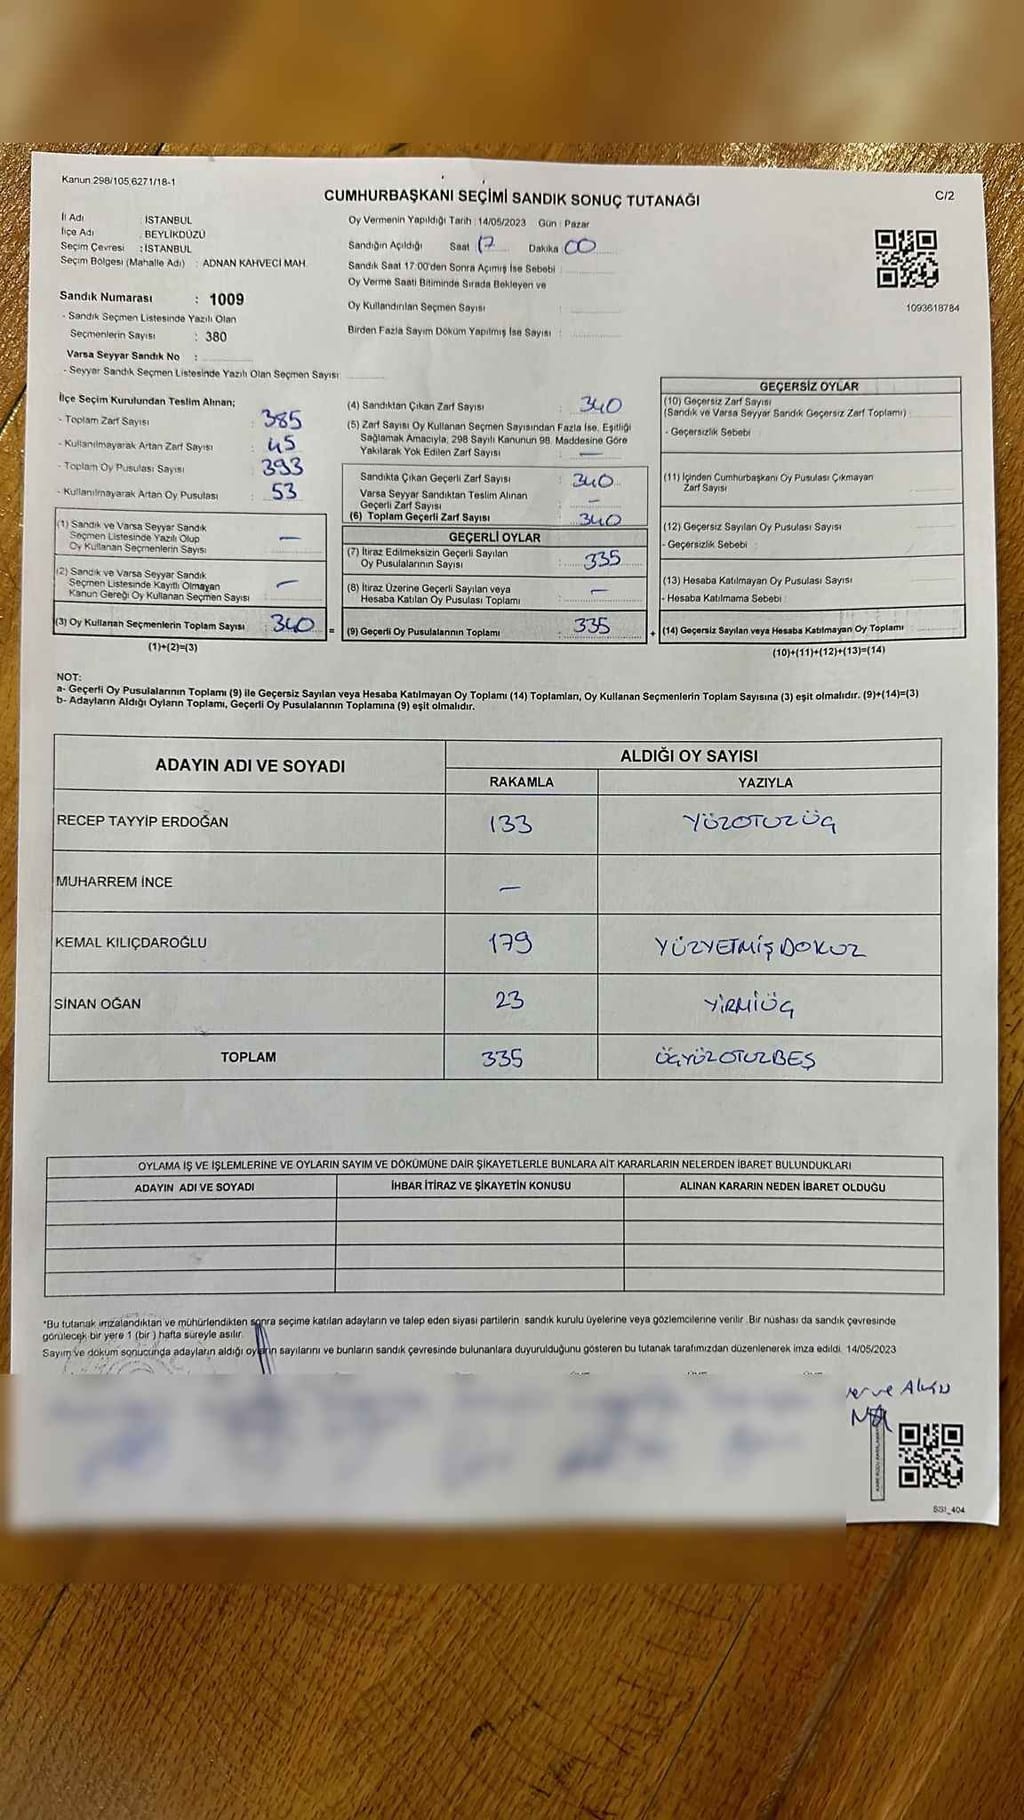 Kanun 298/105,6271/18-1
CUMHURBAŞKANI SEÇİMİ SANDIK SONUÇ TUTANAĞI
C/2
İl Adı : İSTANBUL
İlçe Adı : BEYLİKDÜZÜ
Seçim Çevresi : İSTANBUL
Seçim Bölgesi (Mahalle Adı) : ADNAN KAHVECİ MAH.
Sandık Numarası : 1009
- Sandık Seçmen Listesinde Yazılı Olan
Seçmenlerin Sayısı : 380
Varsa Seyyar Sandık No :
- Seyyar Sandık Seçmen Listesinde Yazılı Olan Seçmen Sayısı
Oy Vermenin Yapıldığı Tarih : 14/05/2023 Gün : Pazar
Sandığın Açıldığı Saat 17 Dakika 00
Sandık Saat 17:00'den Sonra Açımış İse Sebebi :
Oy Verme Saati Bitiminde Sırada Bekleyen ve
Oy Kullandırılan Seçmen Sayısı :
Birden Fazla Sayım Döküm Yapılmış İse Sayısı :
1093618784
İlçe Seçim Kurulundan Teslim Alınan;
- Toplam Zarf Sayısı : 385
- Kullanılmayarak Artan Zarf Sayısı : 45
- Toplam Oy Pusulası Sayısı : 393
- Kullanılmayarak Artan Oy Pusulası : 53
(1) Sandık ve Varsa Seyyar Sandık
Seçmen Listesinde Yazılı Olup
Oy Kullanan Seçmenlerin Sayısı : —
(2) Sandık ve Varsa Seyyar Sandık
Seçmen Listesinde Kayıtlı Olmayan
Kanun Gereği Oy Kullanan Seçmen Sayısı : —
(3) Oy Kullanan Seçmenlerin Toplam Sayısı : 340 =
(1)+(2)=(3)
(4) Sandıktan Çıkan Zarf Sayısı : 340
(5) Zarf Sayısı Oy Kullanan Seçmen Sayısından Fazla İse, Eşitliği
Sağlamak Amacıyla, 298 Sayılı Kanunun 98. Maddesine Göre
Yakılarak Yok Edilen Zarf Sayısı : —
Sandıkta Çıkan Geçerli Zarf Sayısı : 340
Varsa Seyyar Sandıktan Teslim Alınan
Geçerli Zarf Sayısı : —
(6) Toplam Geçerli Zarf Sayısı : 340
GEÇERLİ OYLAR
(7) İtiraz Edilmeksizin Geçerli Sayılan
Oy Pusulalarının Sayısı : 335
(8) İtiraz Üzerine Geçerli Sayılan veya
Hesaba Katılan Oy Pusulası Toplamı : —
(9) Geçerli Oy Pusulalarının Toplamı : 335 +
GEÇERSİZ OYLAR
(10) Geçersiz Zarf Sayısı
(Sandık ve Varsa Seyyar Sandık Geçersiz Zarf Toplamı) :
- Geçersizlik Sebebi :
(11) İçinden Cumhurbaşkanı Oy Pusulası Çıkmayan
Zarf Sayısı :
(12) Geçersiz Sayılan Oy Pusulası Sayısı :
- Geçersizlik Sebebi :
(13) Hesaba Katılmayan Oy Pusulası Sayısı :
- Hesaba Katılmama Sebebi :
(14) Geçersiz Sayılan veya Hesaba Katılmayan Oy Toplamı :
(10)+(11)+(12)+(13)=(14)
NOT:
a- Geçerli Oy Pusulalarının Toplamı (9) ile Geçersiz Sayılan veya Hesaba Katılmayan Oy Toplamı (14) Toplamları, Oy Kullanan Seçmenlerin Toplam Sayısına (3) eşit olmalıdır. (9)+(14)=(3)
b- Adayların Aldığı Oyların Toplamı, Geçerli Oy Pusulalarının Toplamına (9) eşit olmalıdır.
ADAYIN ADI VE SOYADI
ALDIĞI OY SAYISI
RAKAMLA YAZIYLA
RECEP TAYYİP ERDOĞAN 133 YÜZOTUZÜÇ
MUHARREM İNCE —
KEMAL KILIÇDAROĞLU 179 YÜZYETMİŞDOKUZ
SİNAN OĞAN 23 YİRMİÜÇ
TOPLAM 335 ÜÇYÜZOTUZBEŞ
OYLAMA İŞ VE İŞLEMLERİNE VE OYLARIN SAYIM VE DÖKÜMÜNE DAİR ŞİKAYETLERLE BUNLARA AİT KARARLARIN NELERDEN İBARET BULUNDUKLARI
ADAYIN ADI VE SOYADI İHBAR İTİRAZ VE ŞİKAYETİN KONUSU ALINAN KARARIN NEDEN İBARET OLDUĞU
*Bu tutanak imzalandıktan ve mühürlendikten sonra seçime katılan adayların ve talep eden siyasi partilerin sandık kurulu üyelerine veya gözlemcilerine verilir. Bir nüshası da sandık çevresinde
görülecek bir yere 1 (bir ) hafta süreyle asılır.
Sayım ve döküm sonucunda adayların aldığı oyların sayılarını ve bunların sandık çevresinde bulunanlara duyurulduğunu gösteren bu tutanak tarafımızdan düzenlenerek imza edildi. 14/05/2023